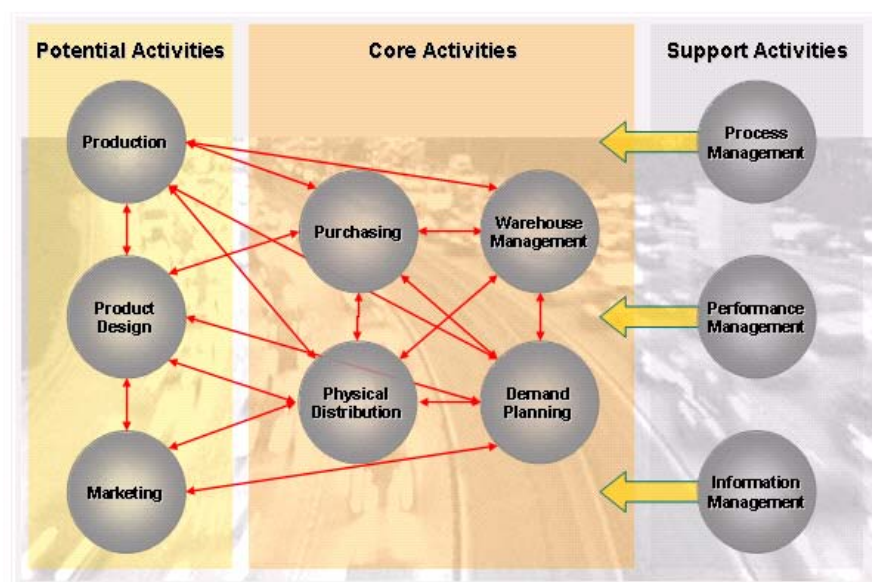 Potential Activities
Core Activities
Support Activities
Production
Process
Management
Purchasing
Warehouse
Management
Product
Design
Performance
Management
Physical
Distribution
Demand
Planning
Marketing
Information
Management